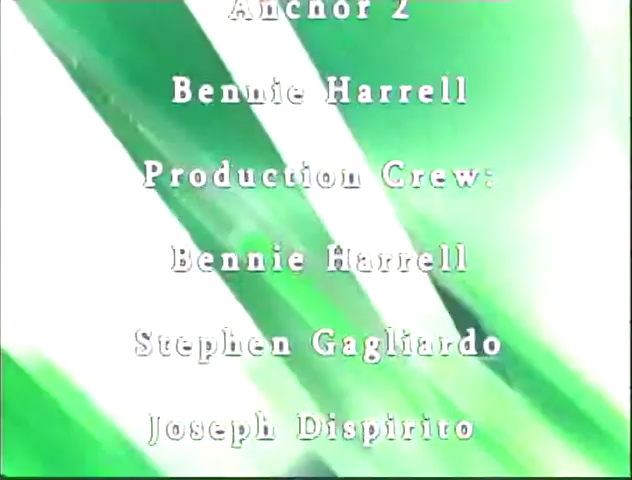 Anchor 2
Bennie Harrell
Production Crew:
Bennie Harrell
Stephen Gagliardo
Joseph Dispirito